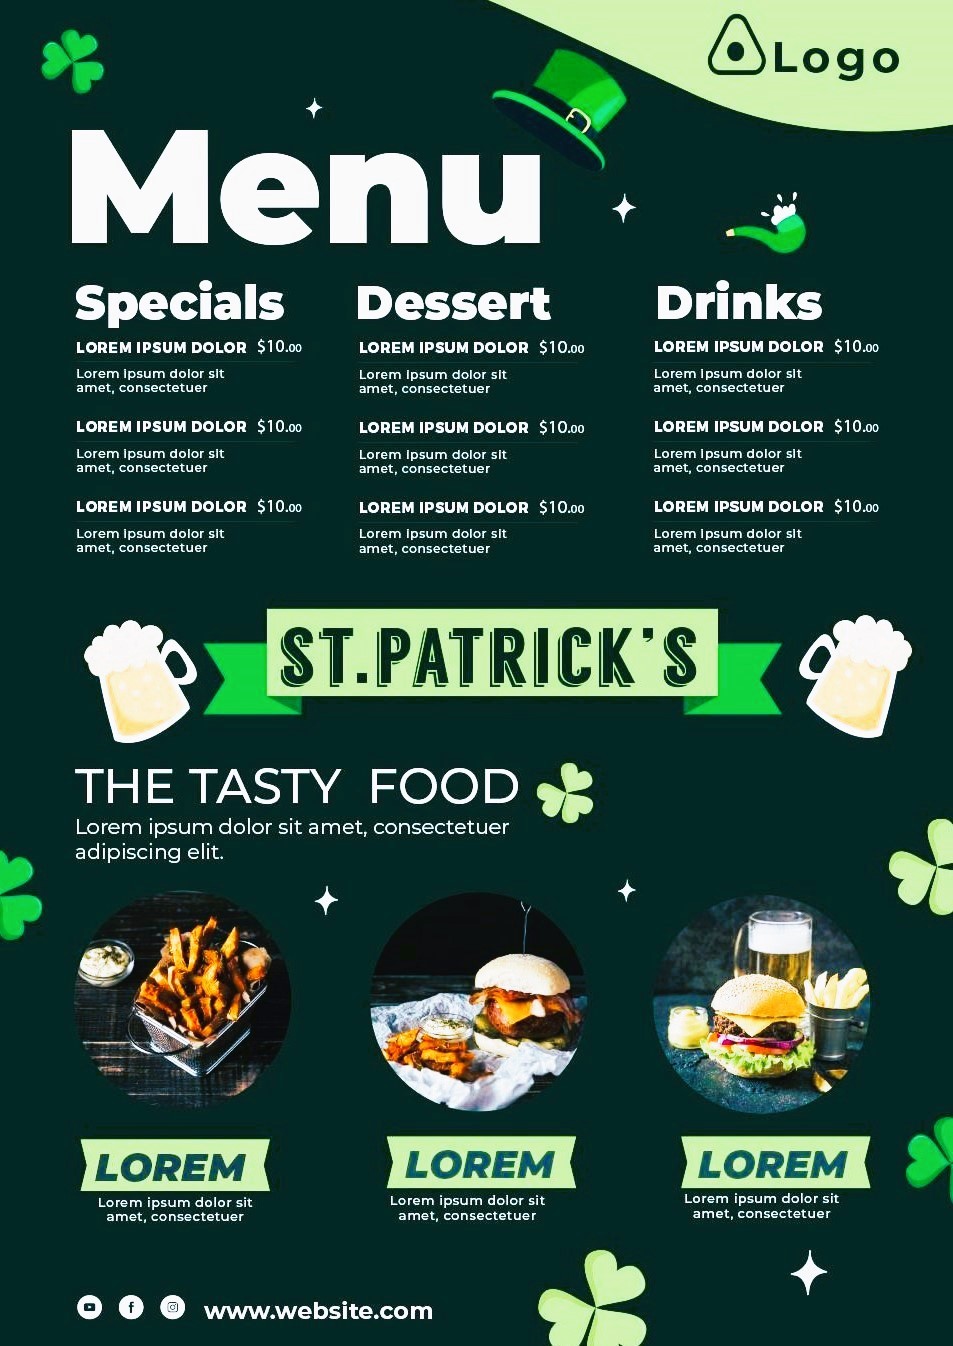 Logo
Menu
Specials
LOREM IPSUM DOLOR $10.00
Lorem ipsum dolor sit
amet, consectetuer
LOREM IPSUM DOLOR $10.00
Lorem ipsum dolor sit
amet, consectetuer
LOREM IPSUM DOLOR $10.00
Lorem ipsum dolor sit
amet, consectetuer
Dessert
LOREM IPSUM DOLOR $10.00
Lorem ipsum dolor sit
amet, consectetuer
LOREM IPSUM DOLOR $10.00
Lorem ipsum dolor sit
amet, consectetuer
LOREM IPSUM DOLOR $10.00
Lorem ipsum dolor sit
amet, consectetuer
Drinks
LOREM IPSUM DOLOR $10.00
Lorem ipsum dolor sit
amet, consectetuer
LOREM IPSUM DOLOR $10.00
Lorem ipsum dolor sit
amet, consectetuer
LOREM IPSUM DOLOR $10.00
Lorem ipsum dolor sit
amet, consectetuer
ST.PATRICK'S
THE TASTY FOOD
Lorem ipsum dolor sit amet, consectetuer
adipiscing elit.
LOREM
Lorem ipsum dolor sit
amet, consectetuer
LOREM
Lorem ipsum dolor sit
amet, consectetuer
LOREM
Lorem ipsum dolor sit
amet, consectetuer
www.website.com